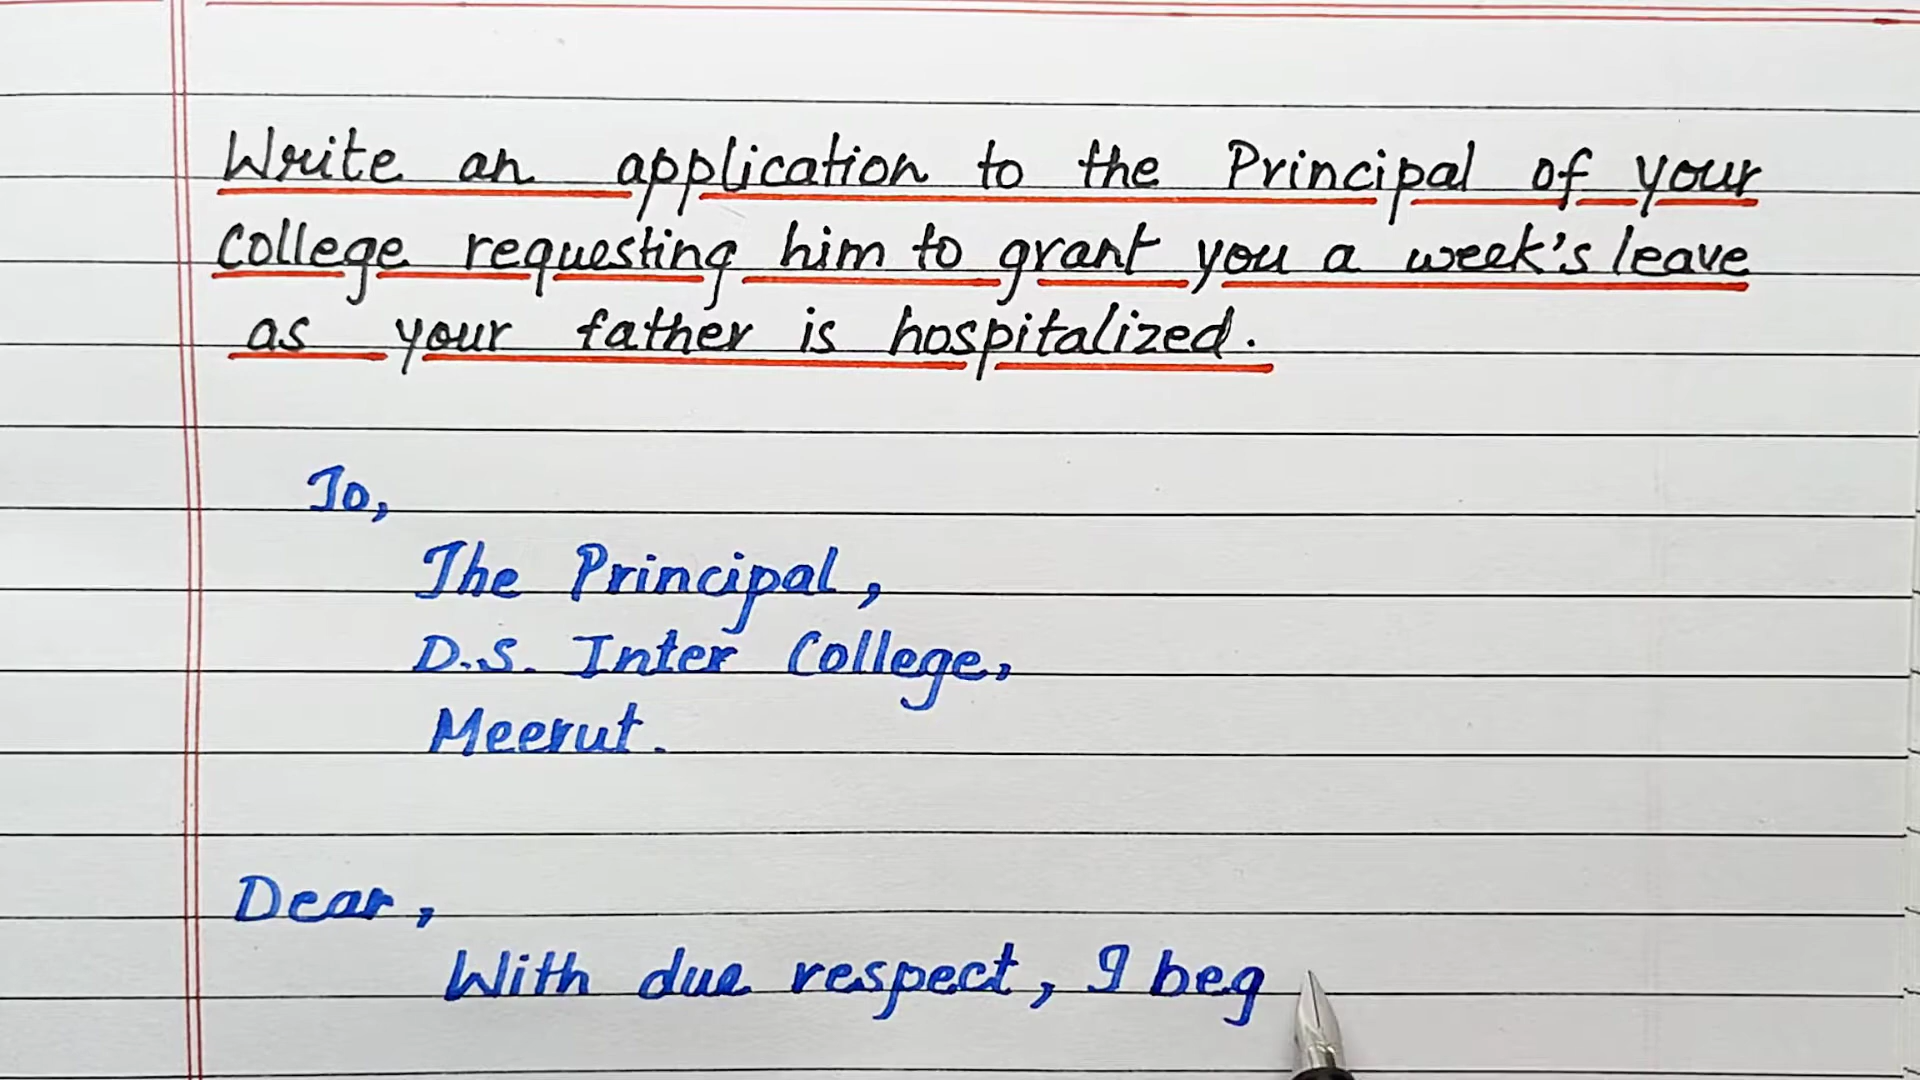 Write an application to the Principal of your
College requesting him to grant you a week's leave
as your father is hospitalized.
To,
The Principal,
D.S. Inter College,
Meerut.
Dear,
With due respect, I beg